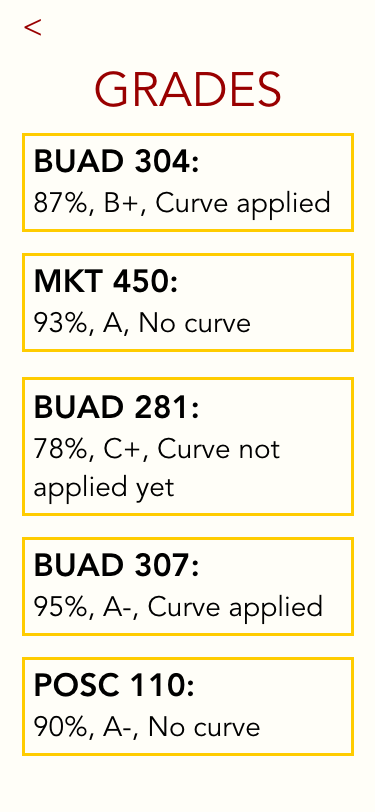 <
GRADES
BUAD 304:
87%, B+, Curve applied
MKT 450:
93%, A, No curve
BUAD 281:
78%, C+, Curve not
applied yet
BUAD 307:
95%, A-, Curve applied
POSC 110:
90%, A-, No curve